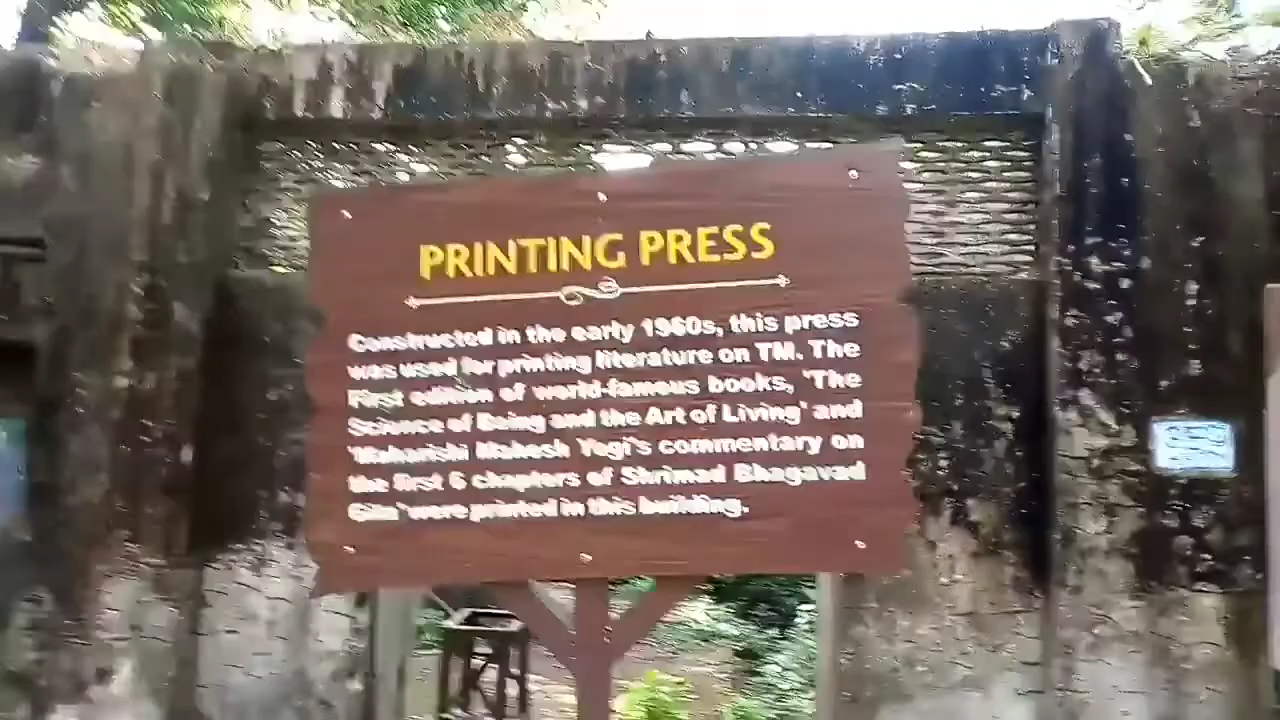 PRINTING PRESS
Constructed in the early 1960s, this press
was used for printing literature on TM. The
First edition of world-famous books, 'The
Science of Being and the Art of Living' and
'Maharishi Mahesh Yogi's commentary on
the first 6 chapters of Shrimad Bhagavad
Gita' were printed in this building.